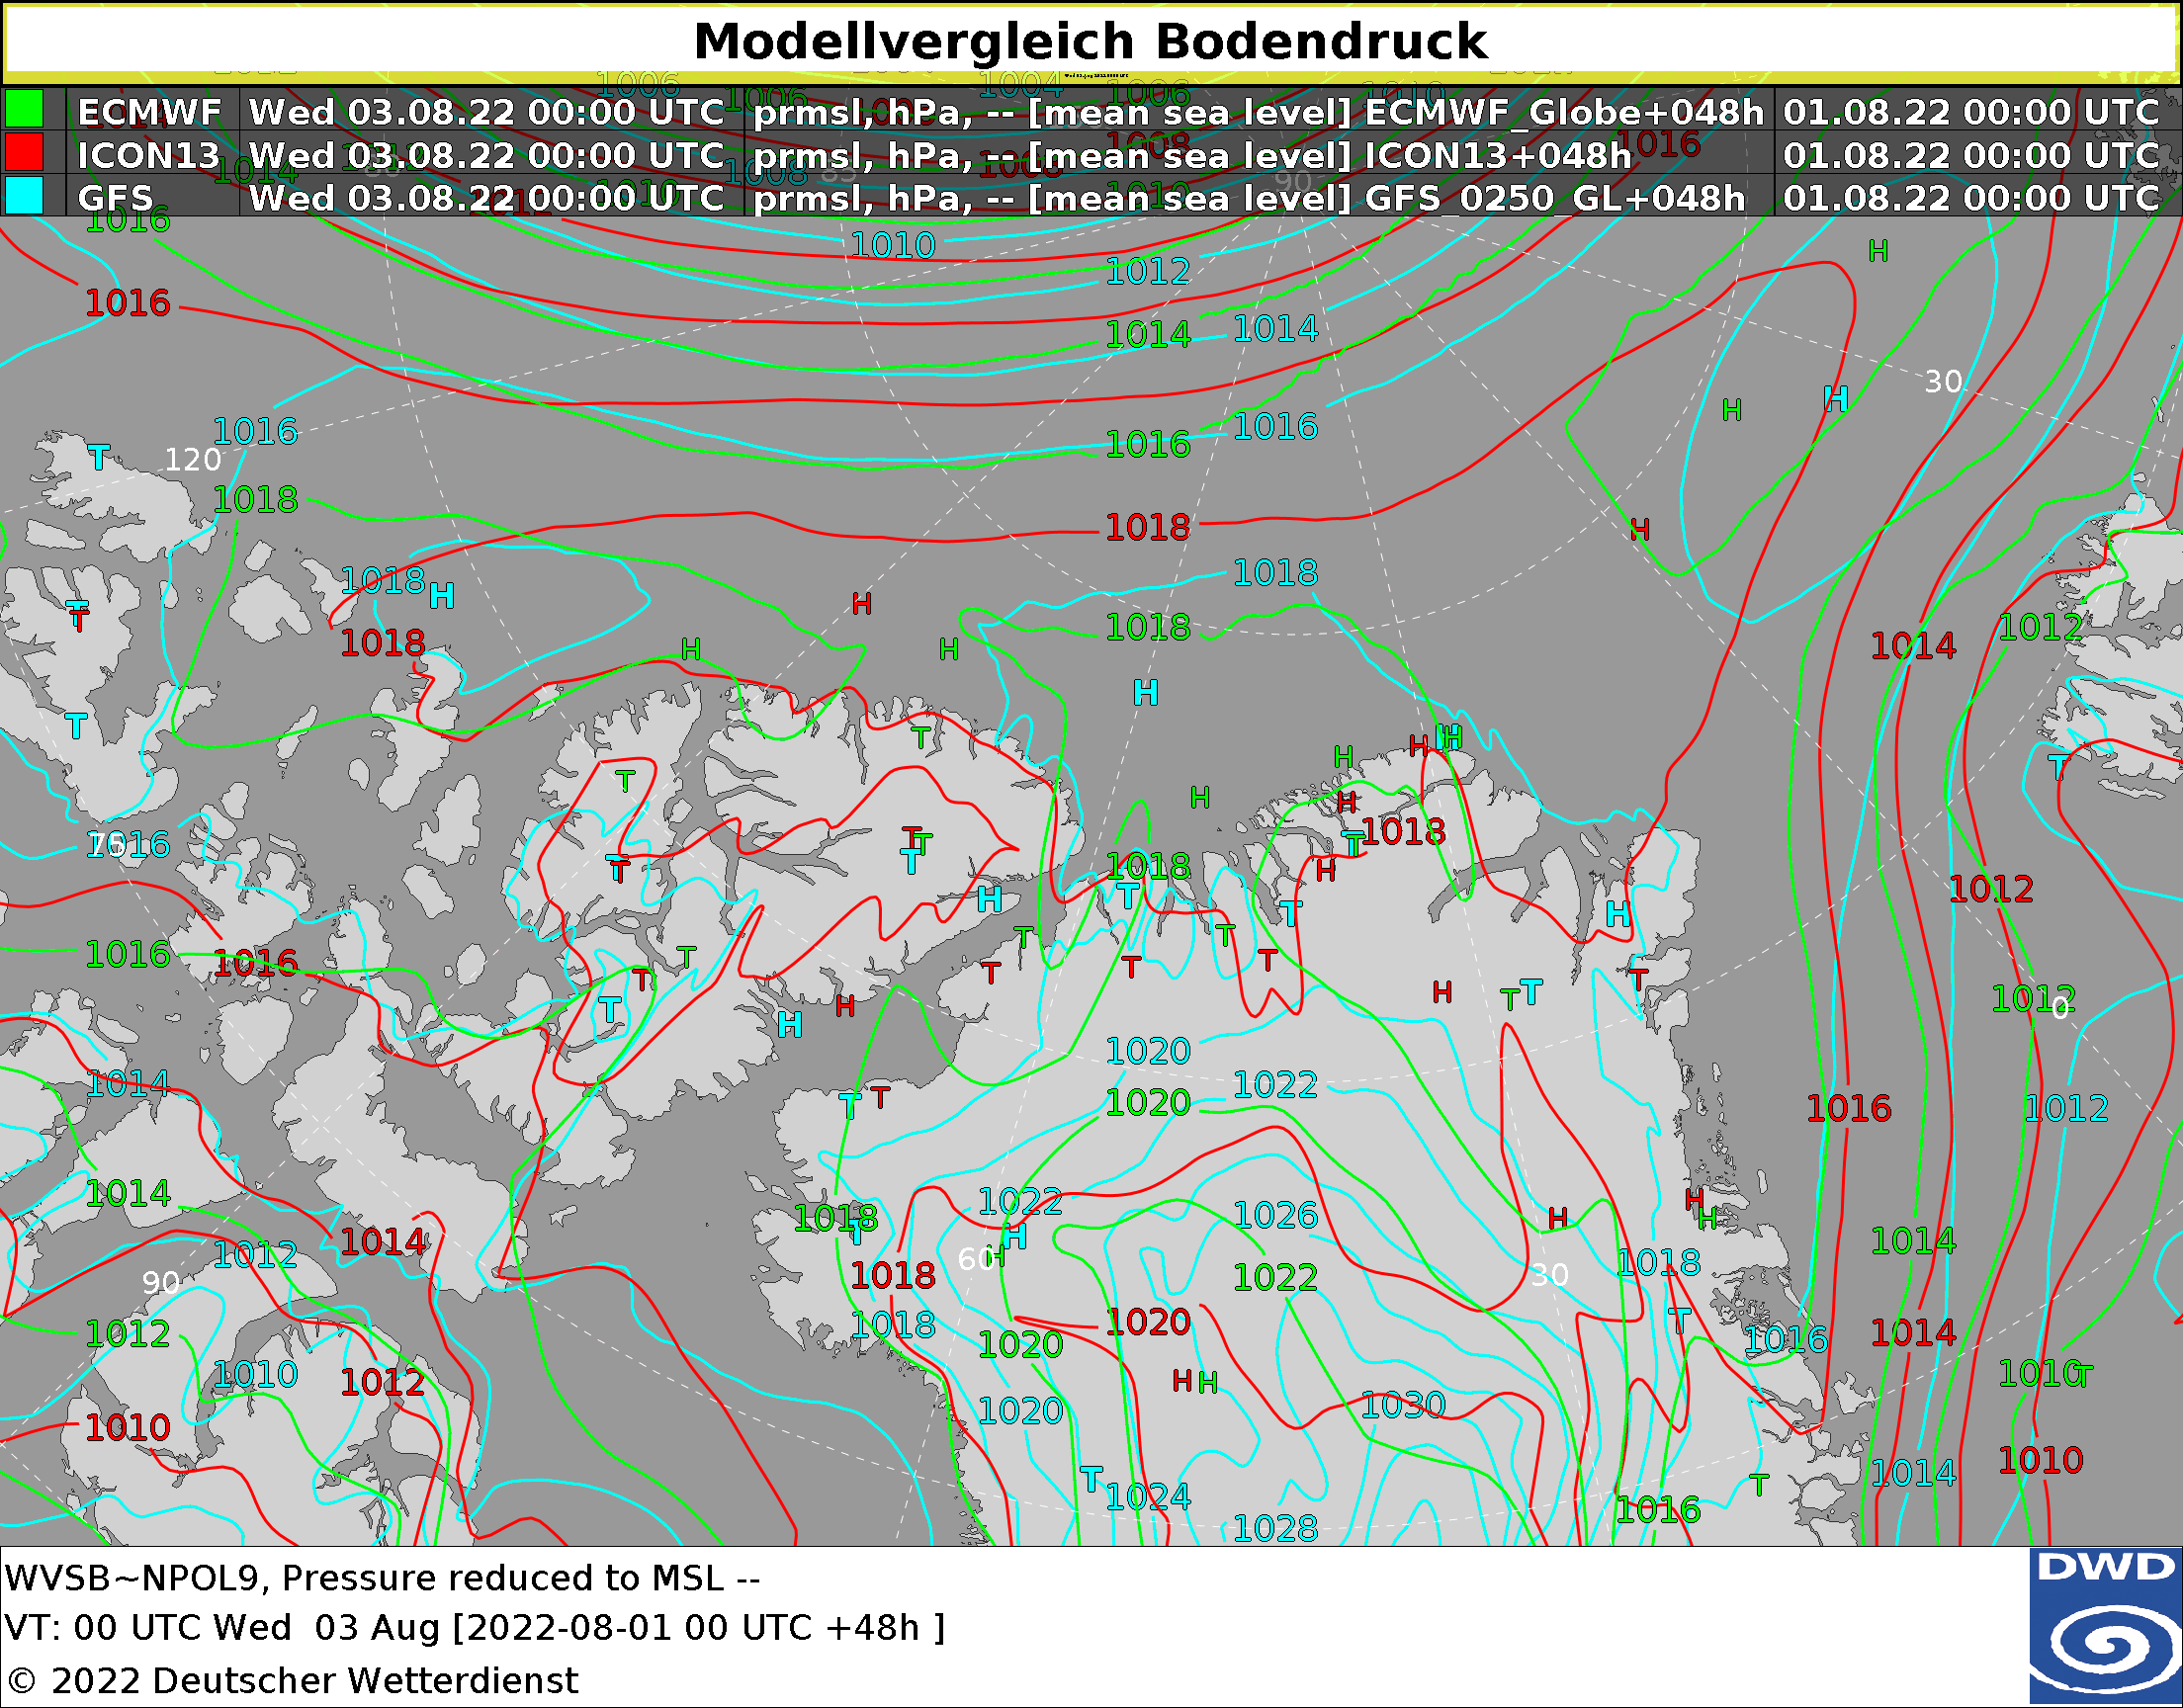 Modellvergleich Bodendruck
ECMWF Wed 03.08.22 00:00 UTC prmsl, hPa, -- [mean sea level] ECMWF_Globe+048h 01.08.22 00:00 UTC
ICON13 Wed 03.08.22 00:00 UTC prmsl, hPa, -- [mean sea level] ICON13+048h 01.08.22 00:00 UTC
GFS Wed 03.08.22 00:00 UTC prmsl, hPa, -- [mean sea level] GFS_0250_GL+048h 01.08.22 00:00 UTC
1016
1010
H
1012
1016
1014 1014
30
H H
1016 1016
1016
T 120
1018
1018 H
1018
1018 H
H
T
T
1018
1014
1012
1018
H H
H
T
T
H H H
T
T
H H
1016
1018
T T
T
T
T
1018
H
1012
T
H T
H
1016
1016
T T
T
T
T
T
H
T
T
H
T T
1012
0
H
H
1020
1014
1022
T T
1020
1016 1012
1014
1022
H
1018
T
1026
H
H
1014
1012
H
H
60
1014
1018
1022
30
90
1018
1020
T
1012
1018
1020
1016
1014
1010
1012
H H
1010 T
1020
1030
1010
1010
T
1024
T
1014
1028
1016
WVSB~NPOL9, Pressure reduced to MSL --
VT: 00 UTC Wed 03 Aug [2022-08-01 00 UTC +48h ]
© 2022 Deutscher Wetterdienst
DWD